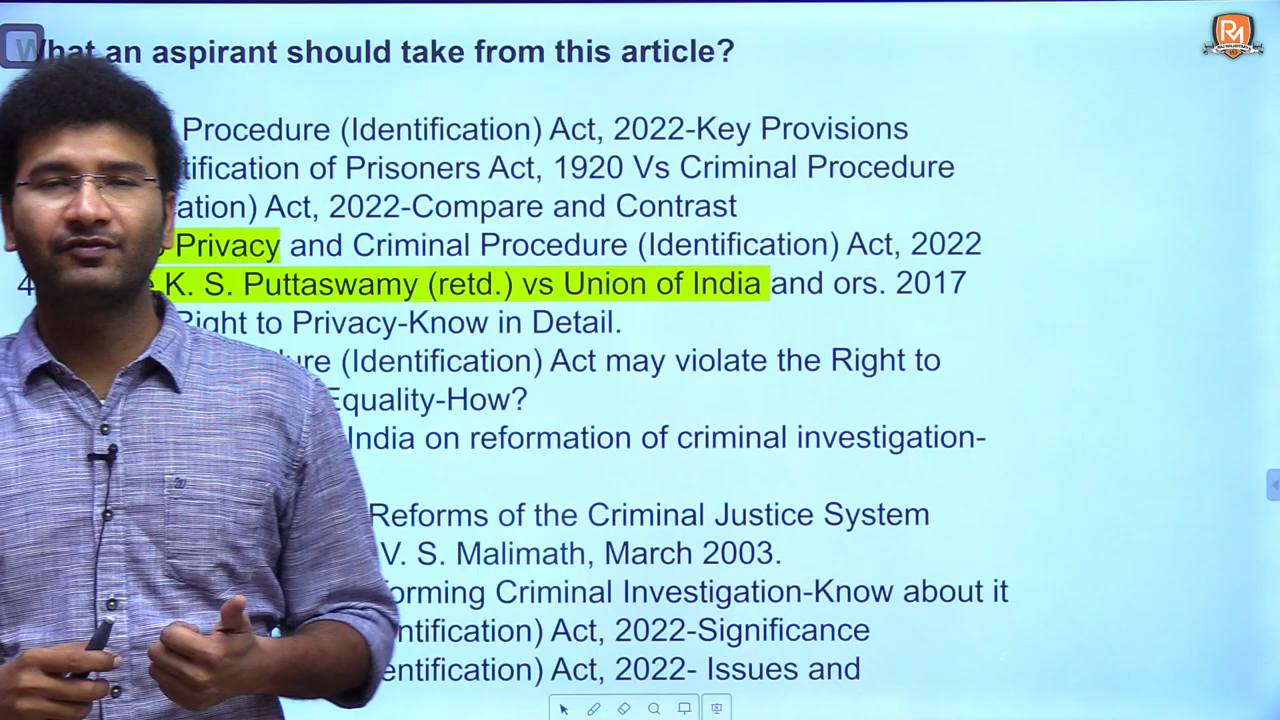 What an aspirant should take from this article?
Procedure (Identification) Act, 2022-Key Provisions
tification of Prisoners Act, 1920 Vs Criminal Procedure
ation) Act, 2022-Compare and Contrast
Privacy and Criminal Procedure (Identification) Act, 2022
4 K. S. Puttaswamy (retd.) vs Union of India and ors. 2017
Right to Privacy-Know in Detail.
ure (Identification) Act may violate the Right to
Equality-How?
India on reformation of criminal investigation-
Reforms of the Criminal Justice System
V. S. Malimath, March 2003.
orming Criminal Investigation-Know about it
ntification) Act, 2022-Significance
entification) Act, 2022- Issues and
RM